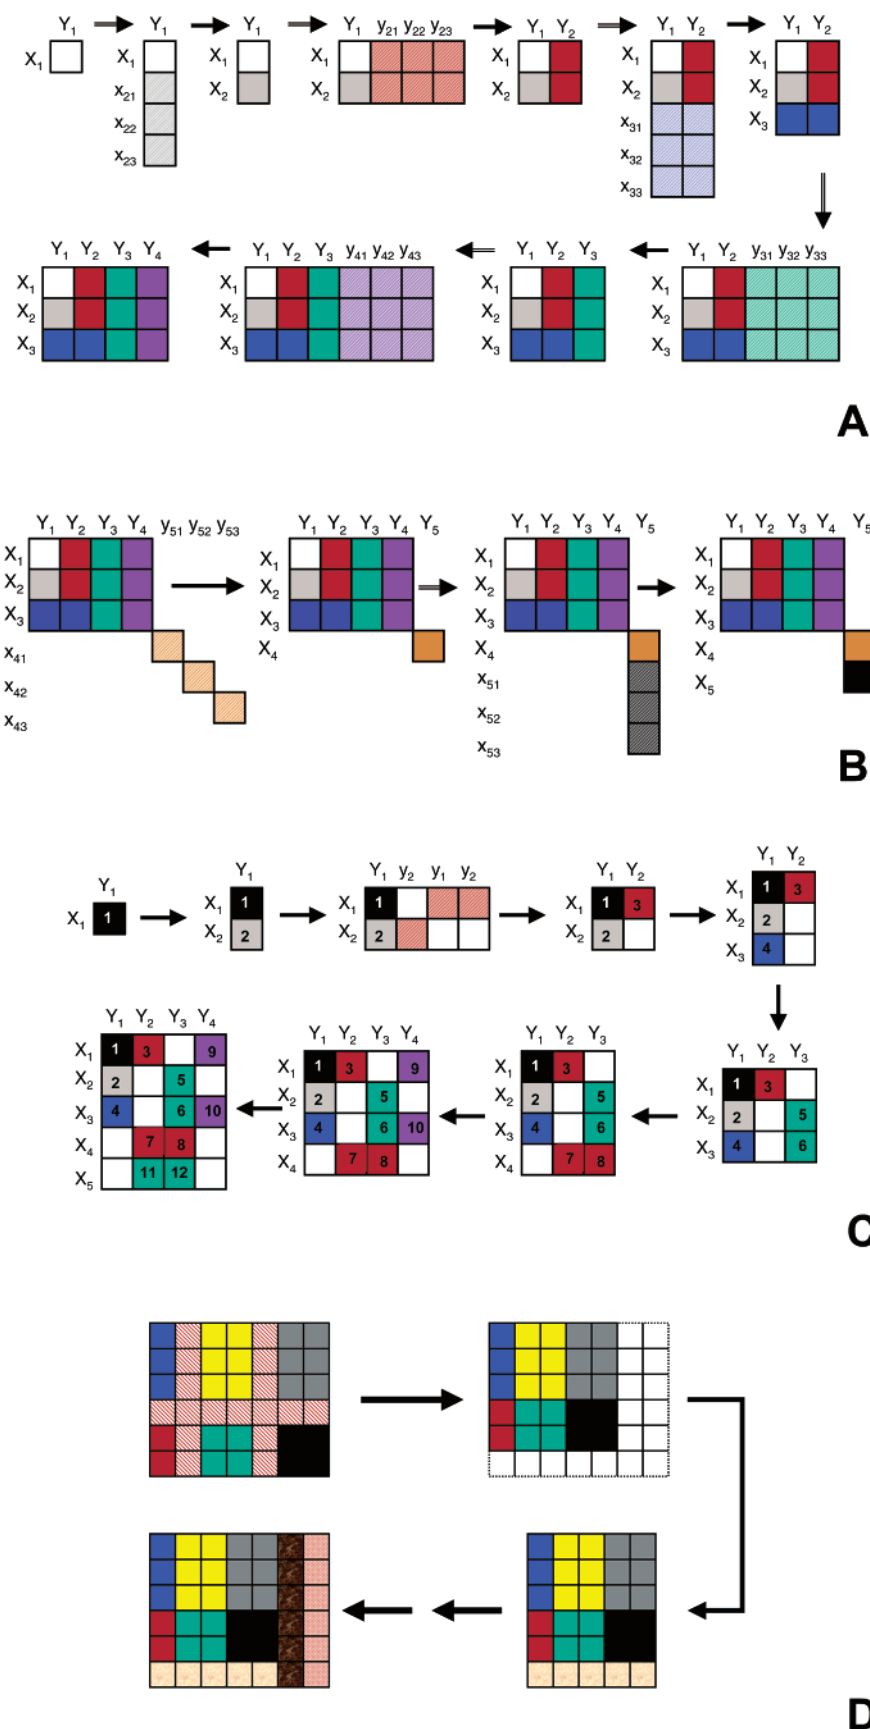 Y1 Y1 Y1 Y1 y21 y22 y23 Y1 Y2 Y1 Y2 Y1 Y2
X1 X1 X1 X1 X1 X1 X1
x21 X2 X2 X2 X2 X2
x22 x31 X3
x23 x32
x33
Y1 Y2 Y3 Y4 Y1 Y2 Y3 y41 y42 y43 Y1 Y2 Y3 Y1 Y2 y31 y32 y33
X1 X1 X1 X1
X2 X2 X2 X2
X3 X3 X3 X3
A
Y1 Y2 Y3 Y4 y51 y52 y53 Y1 Y2 Y3 Y4 Y5 Y1 Y2 Y3 Y4 Y5 Y1 Y2 Y3 Y4 Y5
X1 X1 X1 X1
X2 X2 X2 X2
X3 X3 X3 X3
x41 X4 X4 X4
x42 x51 X5
x43 x52
x53
B
Y1 Y1 Y1 y2 y1 y2 Y1 Y2 Y1 Y2
X1 1 X1 1 X1 1 X1 1 3 X1 1 3
X2 2 X2 2 X2 2 X2 2
X3 4
Y1 Y2 Y3 Y4 Y1 Y2 Y3 Y4 Y1 Y2 Y3 Y1 Y2 Y3
X1 1 3 9 X1 1 3 9 X1 1 3 X1 1 3
X2 2 5 X2 2 5 X2 2 5 X2 2 5
X3 4 6 10 X3 4 6 10 X3 4 6 X3 4 6
X4 7 8 X4 7 8 X4 7 8
X5 11 12
C
D